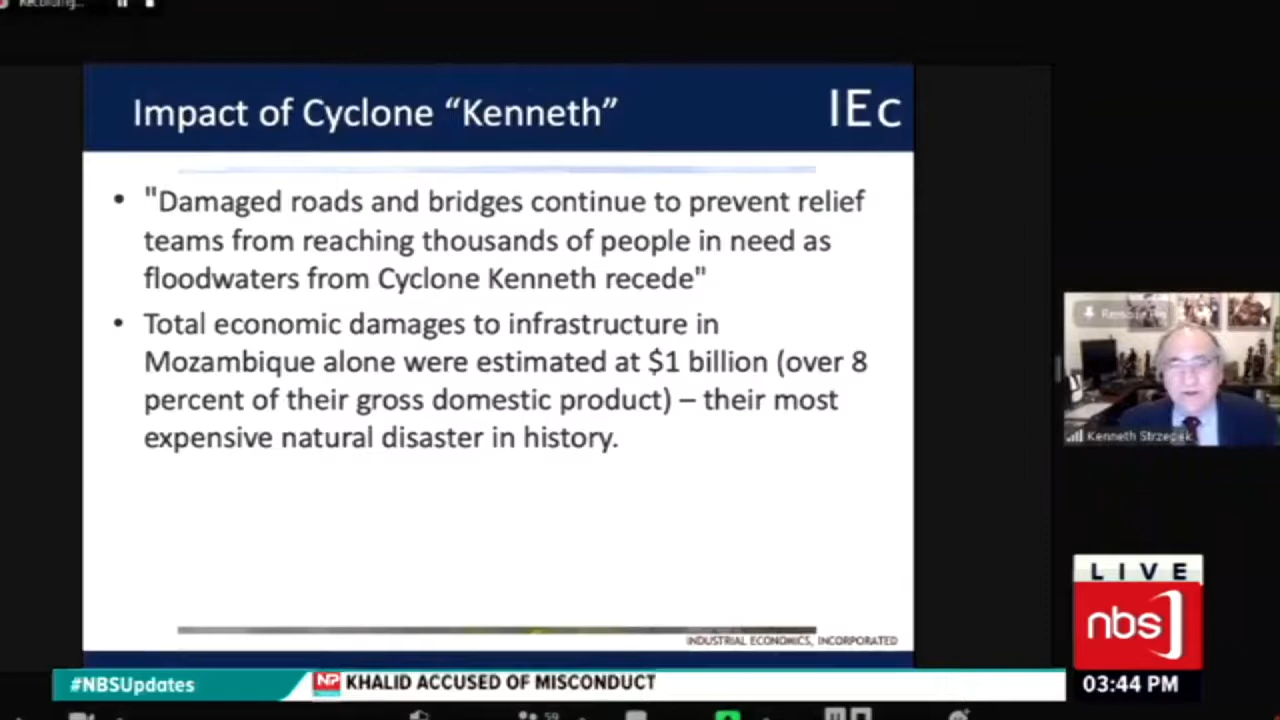 Recording...
Impact of Cyclone “Kenneth”
IEc
• "Damaged roads and bridges continue to prevent relief
teams from reaching thousands of people in need as
floodwaters from Cyclone Kenneth recede"
• Total economic damages to infrastructure in
Mozambique alone were estimated at $1 billion (over 8
percent of their gross domestic product) – their most
expensive natural disaster in history.
INDUSTRIAL ECONOMICS, INCORPORATED
Kenneth Strzepek
LIVE
nbs
03:44 PM
#NBSUpdates
NP KHALID ACCUSED OF MISCONDUCT
59